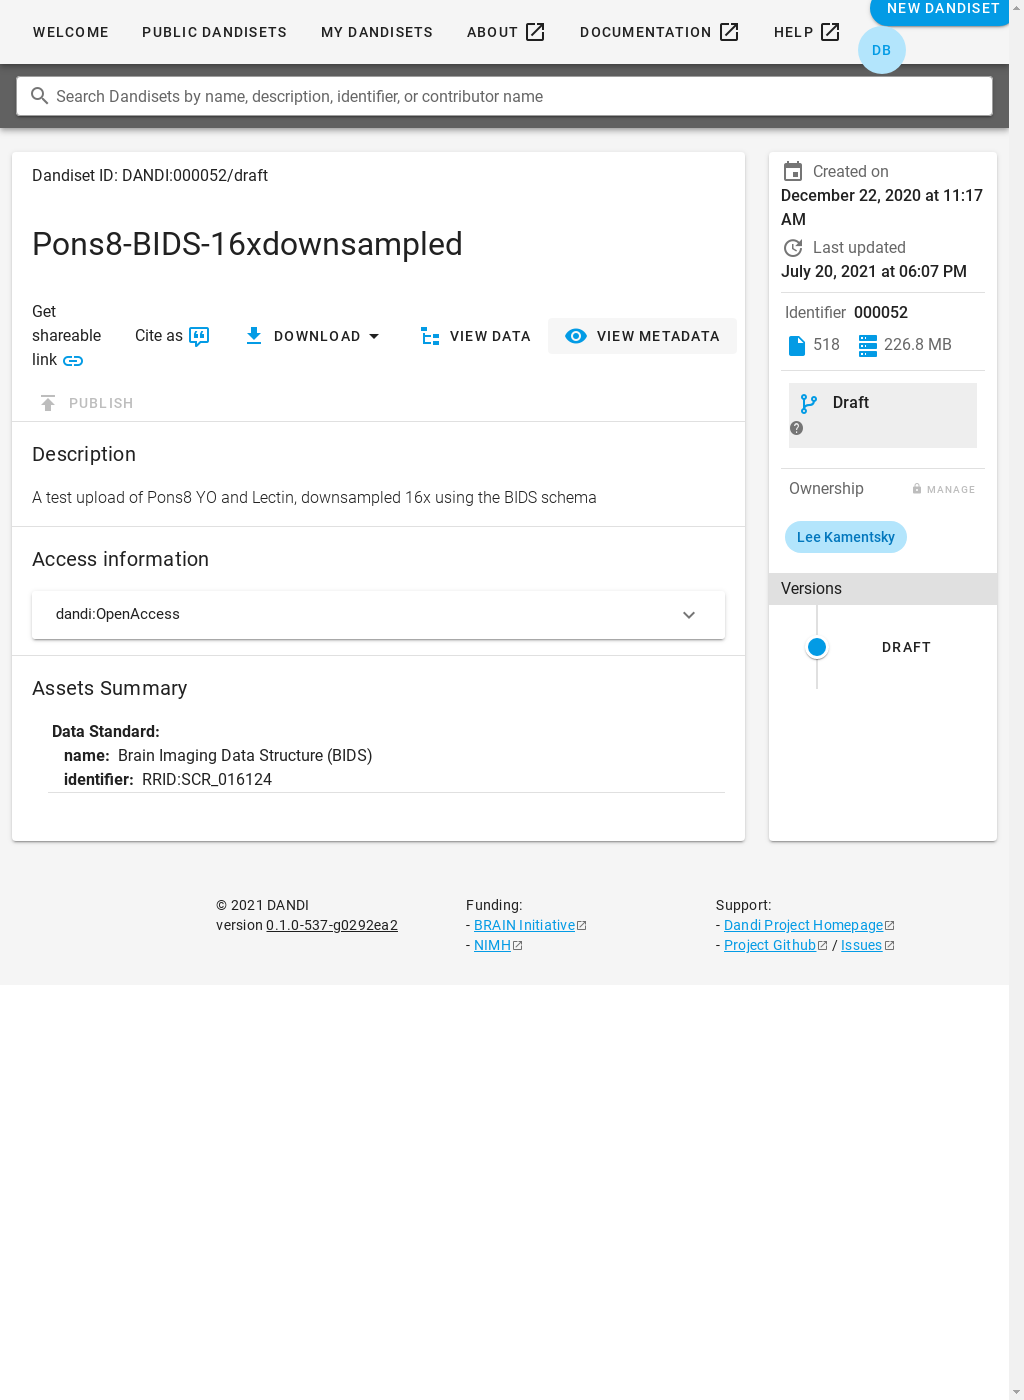 WELCOME PUBLIC DANDISETS MY DANDISETS ABOUT DOCUMENTATION HELP NEW DANDISET
DB
Search Dandisets by name, description, identifier, or contributor name
Dandiset ID: DANDI:000052/draft
Pons8-BIDS-16xdownsampled
Get
shareable
link
Cite as
DOWNLOAD
VIEW DATA
VIEW METADATA
PUBLISH
Description
A test upload of Pons8 YO and Lectin, downsampled 16x using the BIDS schema
Access information
dandi:OpenAccess
Assets Summary
Data Standard:
name: Brain Imaging Data Structure (BIDS)
identifier: RRID:SCR_016124
Created on
December 22, 2020 at 11:17
AM
Last updated
July 20, 2021 at 06:07 PM
Identifier 000052
518 226.8 MB
Draft
Ownership MANAGE
Lee Kamentsky
Versions
DRAFT
© 2021 DANDI
version 0.1.0-537-g0292ea2
Funding:
- BRAIN Initiative
- NIMH
Support:
- Dandi Project Homepage
- Project Github / Issues